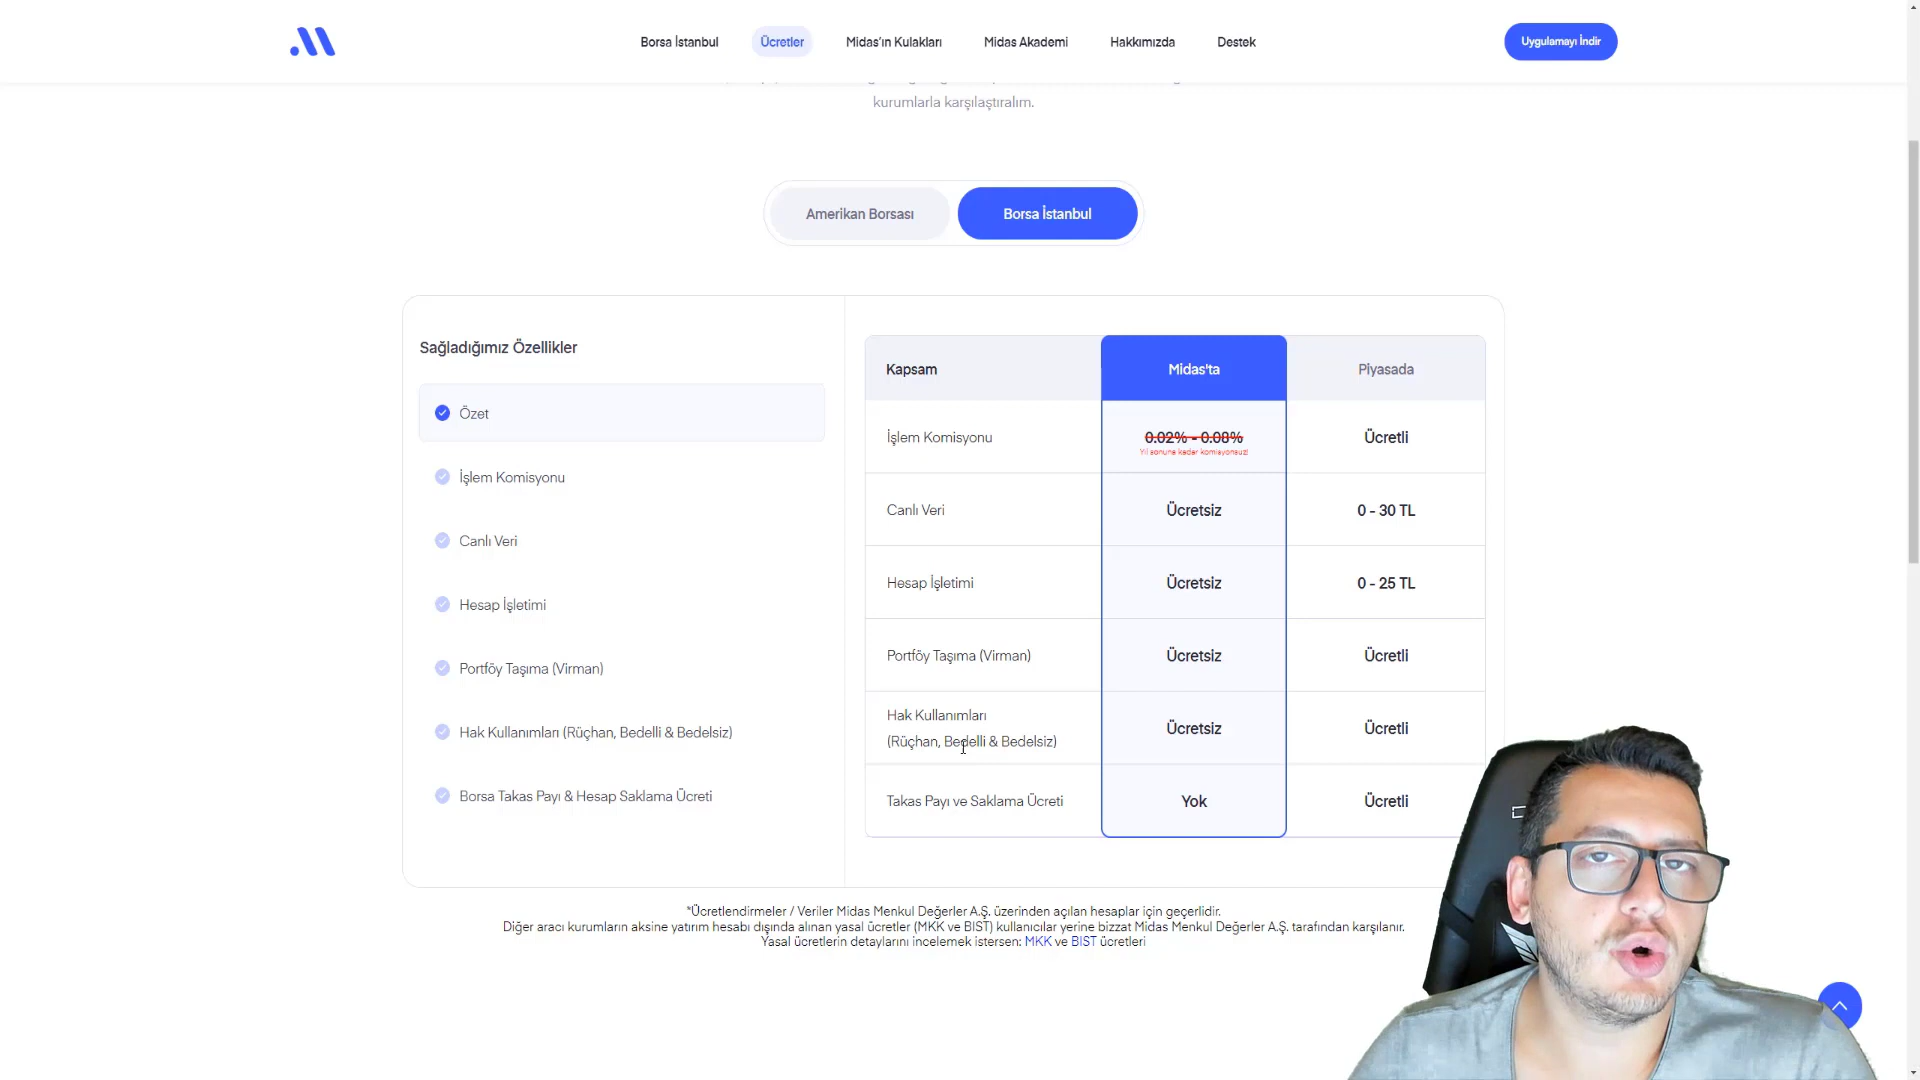 Borsa İstanbul
Ücretler
Midas'ın Kulakları
Midas Akademi
Hakkımızda
Destek
Uygulamayı İndir
kurumlarla karşılaştıralım.
Amerikan Borsası
Borsa İstanbul
Sağladığımız Özellikler
Özet
İşlem Komisyonu
Canlı Veri
Hesap İşletimi
Portföy Taşıma (Virman)
Hak Kullanımları (Rüçhan, Bedelli & Bedelsiz)
Borsa Takas Payı & Hesap Saklama Ücreti
Kapsam
Midas'ta
Piyasada
İşlem Komisyonu
0.02% - 0.08%
Yıl sonuna kadar komisyonsuz!
Ücretli
Canlı Veri
Ücretsiz
0 - 30 TL
Hesap İşletimi
Ücretsiz
0 - 25 TL
Portföy Taşıma (Virman)
Ücretsiz
Ücretli
Hak Kullanımları
(Rüçhan, Bedelli & Bedelsiz)
Ücretsiz
Ücretli
Takas Payı ve Saklama Ücreti
Yok
Ücretli
*Ücretlendirmeler / Veriler Midas Menkul Değerler A.Ş. üzerinden açılan hesaplar için geçerlidir.
Diğer aracı kurumların aksine yatırım hesabı dışında alınan yasal ücretler (MKK ve BIST) kullanıcılar yerine bizzat Midas Menkul Değerler A.Ş. tarafından karşılanır.
Yasal ücretlerin detaylarını incelemek istersen: MKK ve BIST ücretleri